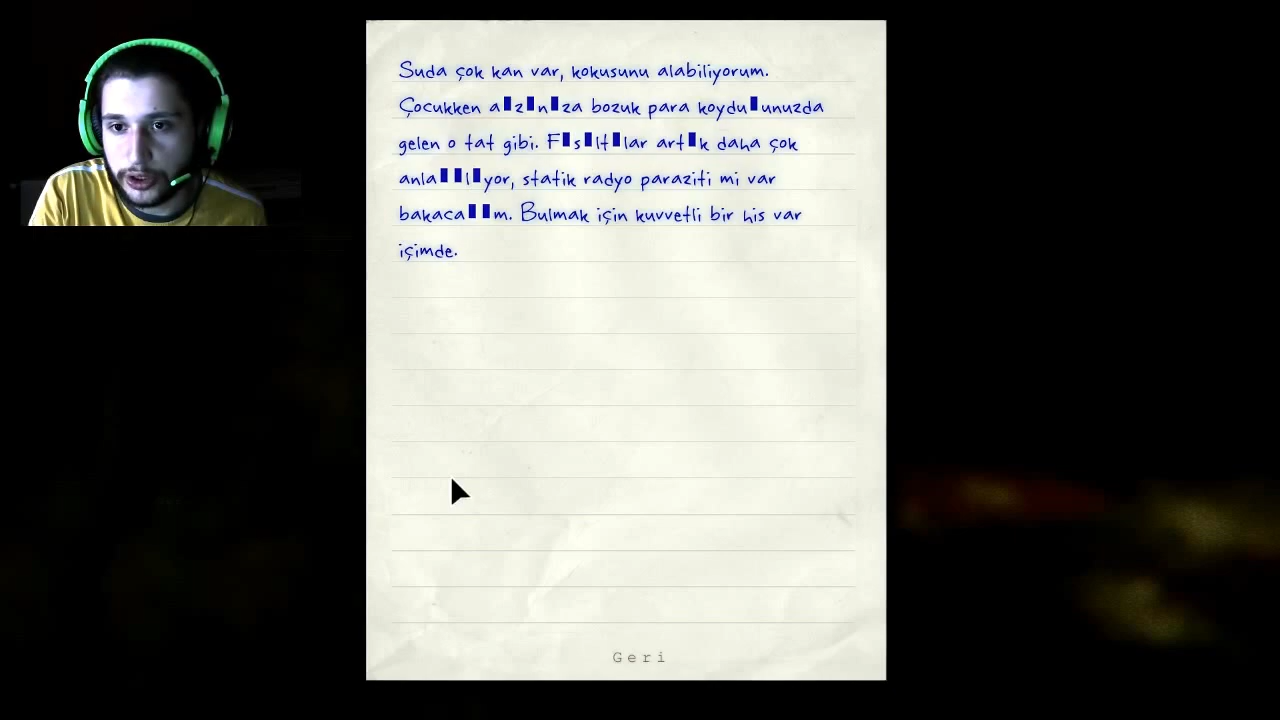 Suda çok kan var, kokusunu alabiliyorum.
Çocukken a▮z▮n▮za bozuk para koydu▮unuzda
gelen o tat gibi. F▮s▮lt▮lar art▮k daha çok
anla▮▮l▮yor, statik radyo paraziti mi var
bakaca▮▮m. Bulmak için kuvvetli bir his var
içimde.
Geri